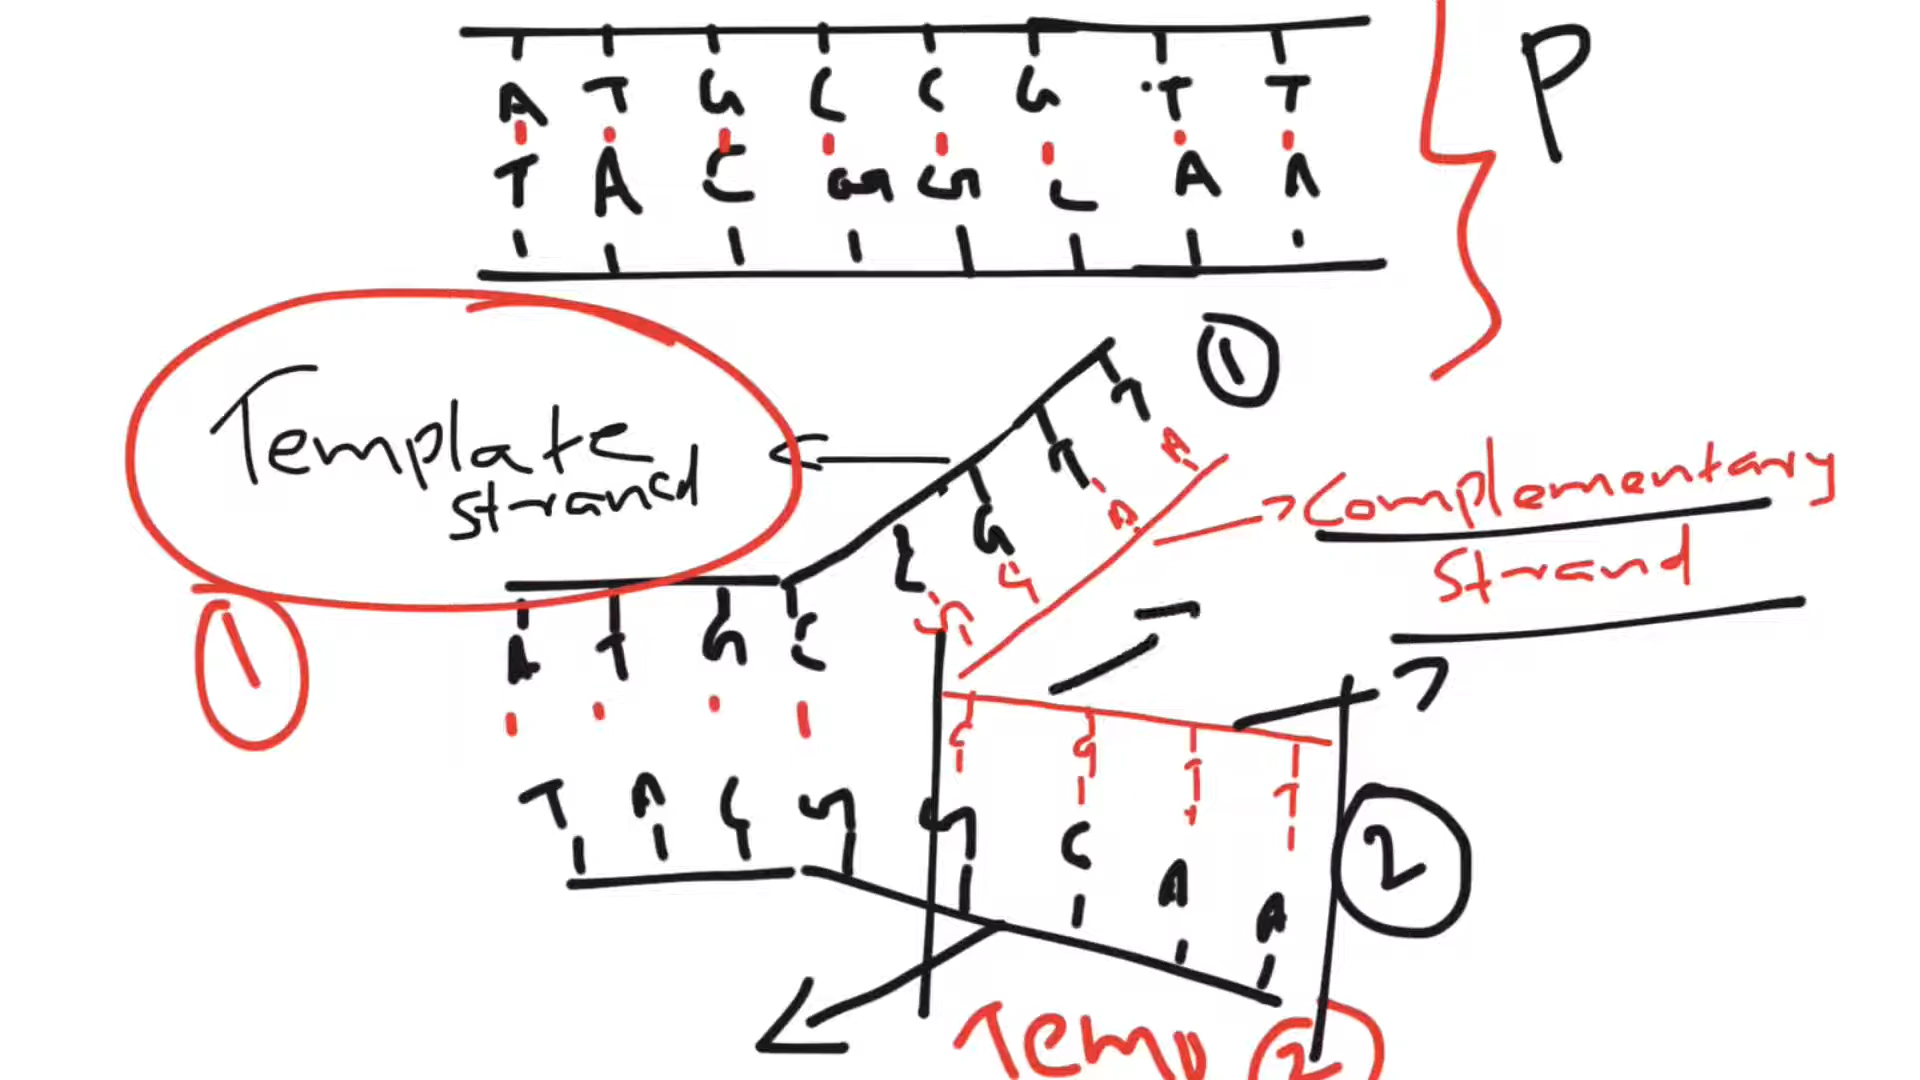 P
A T G C C G T T
T A C G G C A A
1
Template
strand
Complementary
strand
1
T
T
G
C
A
A
C
G
A T G C
C G T T
T A C G G C A A
2
Temp 2